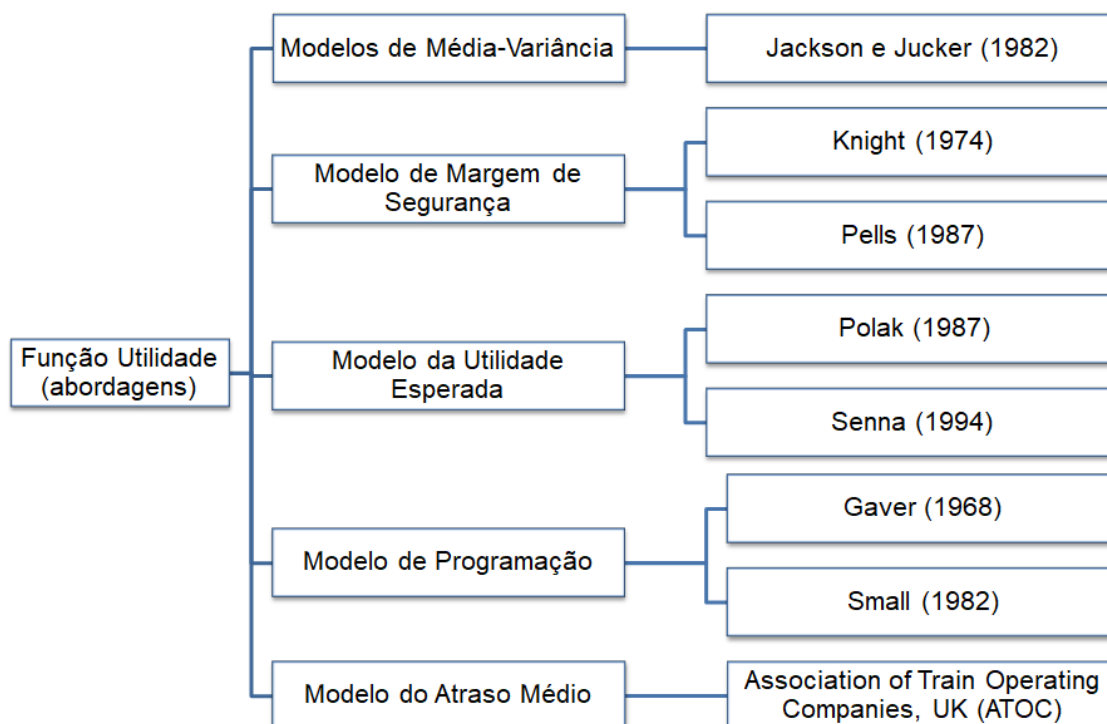 Modelos de Média-Variância
Jackson e Jucker (1982)
Knight (1974)
Modelo de Margem de
Segurança
Pells (1987)
Polak (1987)
Função Utilidade
(abordagens)
Modelo da Utilidade
Esperada
Senna (1994)
Gaver (1968)
Modelo de Programação
Small (1982)
Modelo do Atraso Médio
Association of Train Operating
Companies, UK (ATOC)